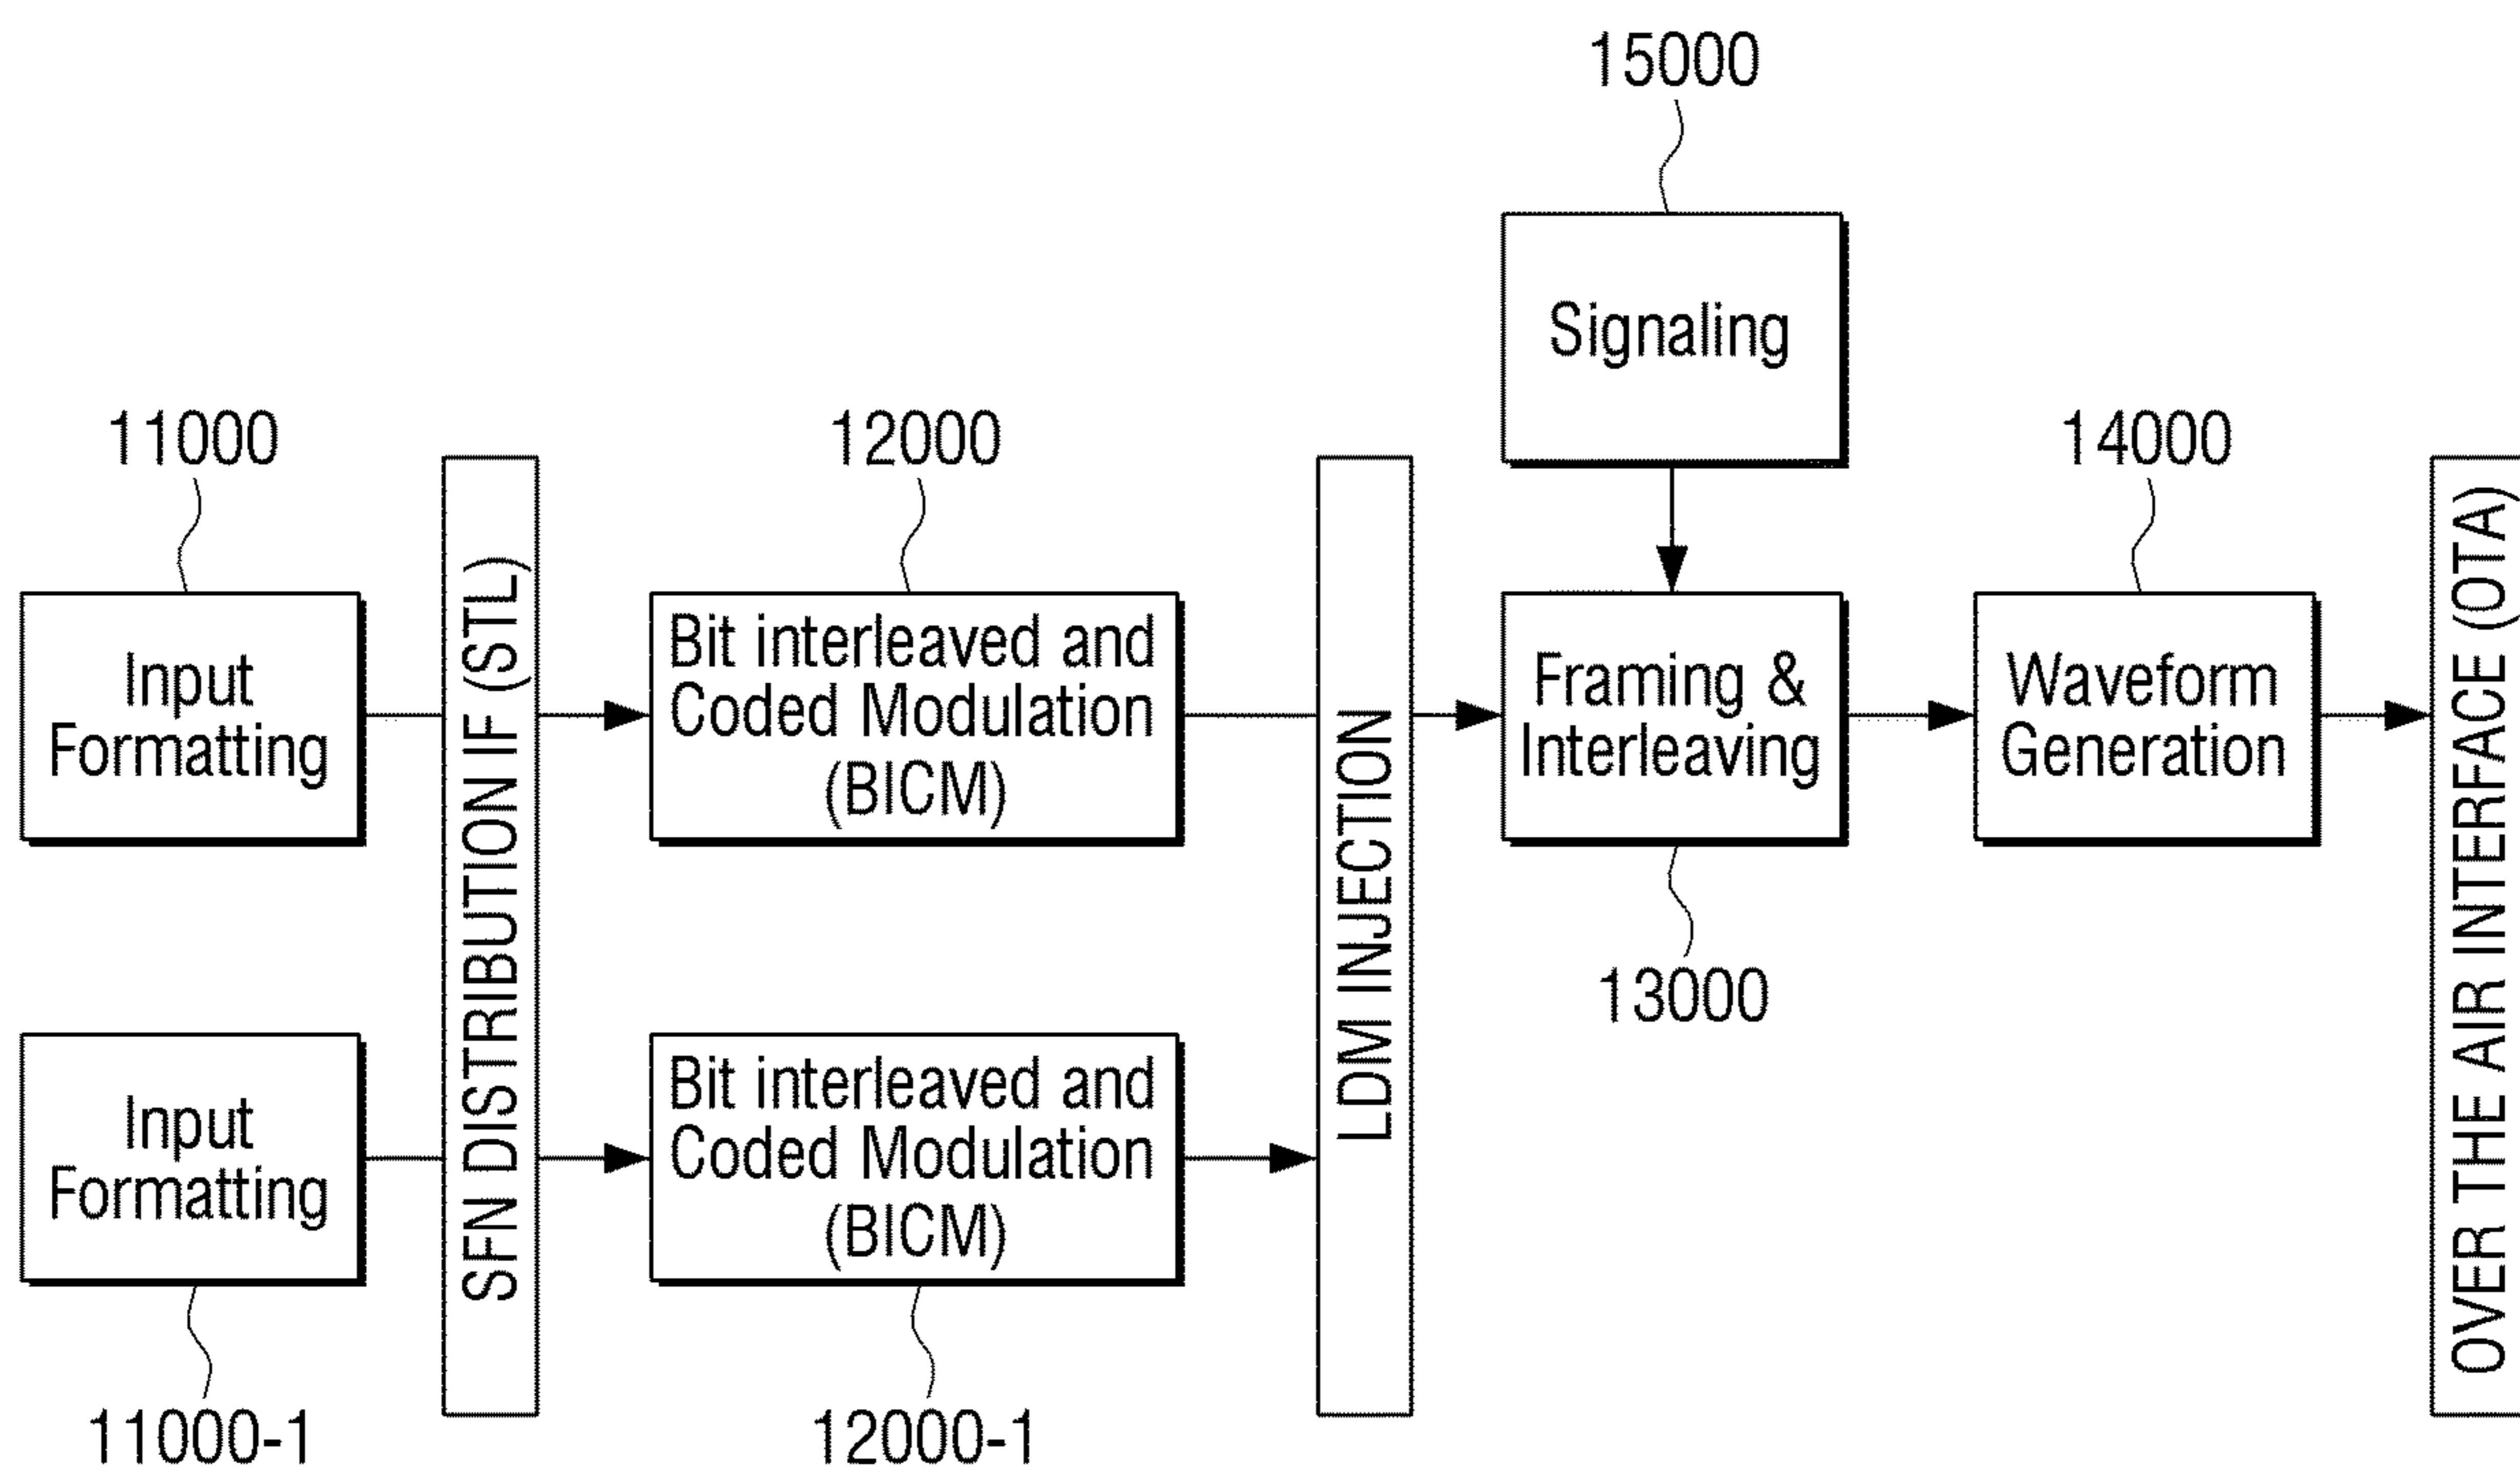 15000
Signaling
11000
12000
14000
Input
Formatting
SFN DISTRIBUTION IF (STL)
Bit interleaved and
Coded Modulation
(BICM)
LDM INJECTION
Framing &
Interleaving
Waveform
Generation
OVER THE AIR INTERFACE (OTA)
13000
Input
Formatting
Bit interleaved and
Coded Modulation
(BICM)
11000-1
12000-1